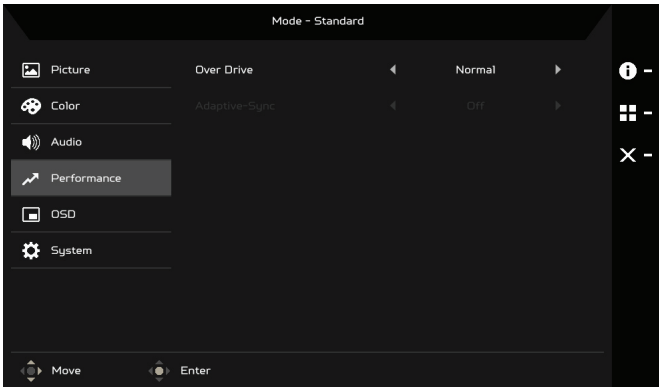 Mode - Standard
Picture
Over Drive Normal
Color
Adaptive-Sync Off
Audio
Performance
OSD
System
Move Enter